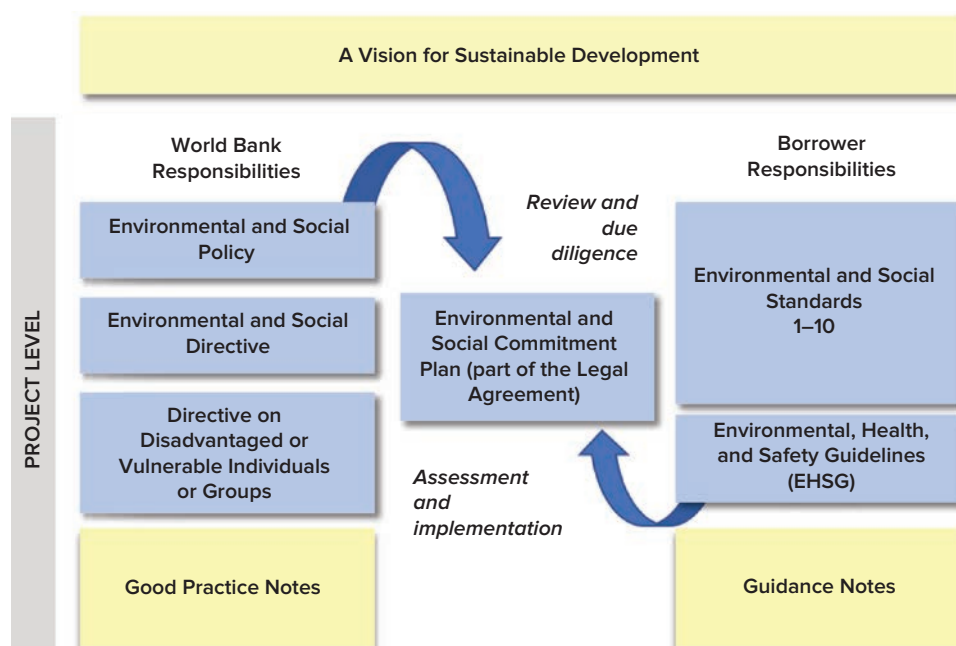 A Vision for Sustainable Development
PROJECT LEVEL
World Bank
Responsibilities
Environmental and Social
Policy
Environmental and Social
Directive
Directive on
Disadvantaged or
Vulnerable Individuals
or Groups
Good Practice Notes
Review and
due
diligence
Environmental and
Social Commitment
Plan (part of the Legal
Agreement)
Assessment
and
implementation
Borrower
Responsibilities
Environmental and Social
Standards
1–10
Environmental, Health,
and Safety Guidelines
(EHSG)
Guidance Notes